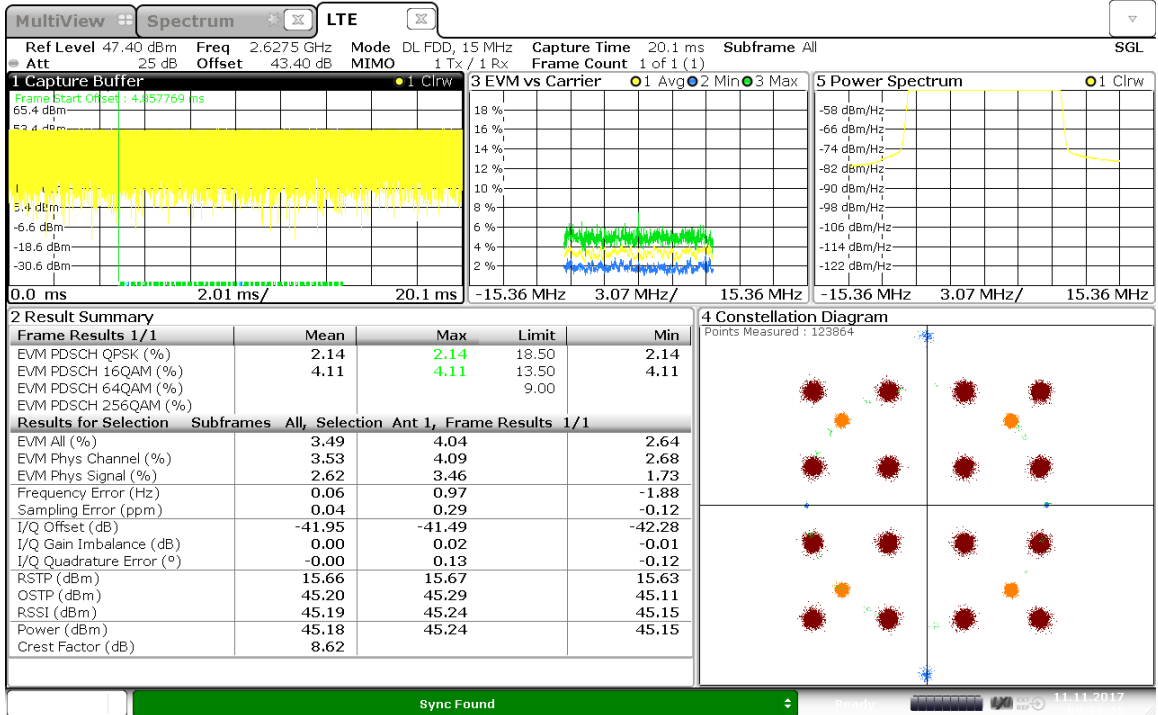 MultiView Spectrum LTE
Ref Level 47.40 dBm Freq 2.6275 GHz Mode DL FDD, 15 MHz Capture Time 20.1 ms Subframe All SGL
Att 25 dB Offset 43.40 dB MIMO 1 Tx / 1 Rx Frame Count 1 of 1 (1)
1 Capture Buffer 1 Clrw
Frame Start Offset : 4.857769 ms
65.4 dBm
53.4 dBm
5.4 dBm
-6.6 dBm
-18.6 dBm
-30.6 dBm
0.0 ms 2.01 ms/ 20.1 ms
3 EVM vs Carrier 1 Avg 2 Min 3 Max
18 %
16 %
14 %
12 %
10 %
8 %
6 %
4 %
2 %
-15.36 MHz 3.07 MHz/ 15.36 MHz
5 Power Spectrum 1 Clrw
-58 dBm/Hz
-66 dBm/Hz
-74 dBm/Hz
-82 dBm/Hz
-90 dBm/Hz
-98 dBm/Hz
-106 dBm/Hz
-114 dBm/Hz
-122 dBm/Hz
-15.36 MHz 3.07 MHz/ 15.36 MHz
2 Result Summary
Frame Results 1/1 Mean Max Limit Min
EVM PDSCH QPSK (%) 2.14 2.14 18.50 2.14
EVM PDSCH 16QAM (%) 4.11 4.11 13.50 4.11
EVM PDSCH 64QAM (%) 9.00
EVM PDSCH 256QAM (%)
Results for Selection Subframes All, Selection Ant 1, Frame Results 1/1
EVM All (%) 3.49 4.04 2.64
EVM Phys Channel (%) 3.53 4.09 2.68
EVM Phys Signal (%) 2.62 3.46 1.73
Frequency Error (Hz) 0.06 0.97 -1.88
Sampling Error (ppm) 0.04 0.29 -0.12
I/Q Offset (dB) -41.95 -41.49 -42.28
I/Q Gain Imbalance (dB) 0.00 0.02 -0.01
I/Q Quadrature Error (º) -0.00 0.13 -0.12
RSTP (dBm) 15.66 15.67 15.63
OSTP (dBm) 45.20 45.29 45.11
RSSI (dBm) 45.19 45.24 45.15
Power (dBm) 45.18 45.24 45.15
Crest Factor (dB) 8.62
4 Constellation Diagram
Points Measured : 123864
Sync Found
Ready
LXI EXT REF 11.11.2017